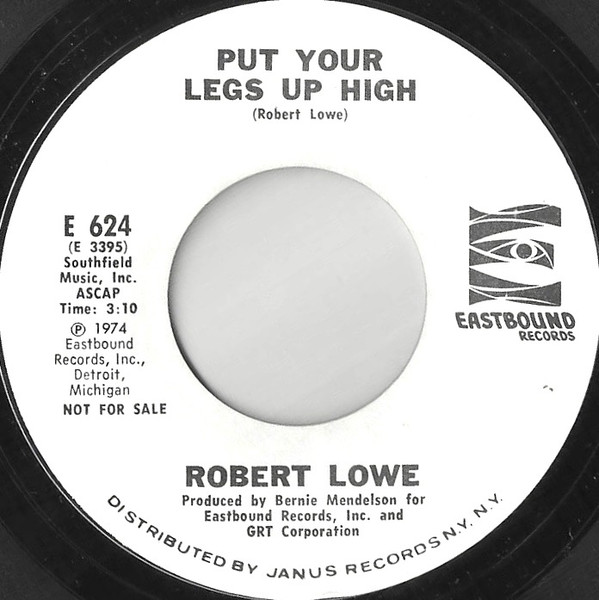 PUT YOUR
LEGS UP HIGH
(Robert Lowe)
E 624
(E 3395)
Southfield
Music, Inc.
ASCAP
Time: 3:10
℗ 1974
Eastbound
Records, Inc.,
Detroit,
Michigan
NOT FOR SALE
EASTBOUND
RECORDS
ROBERT LOWE
Produced by Bernie Mendelson for
Eastbound Records, Inc. and
GRT Corporation
DISTRIBUTED BY JANUS RECORDS N.Y. N.Y.